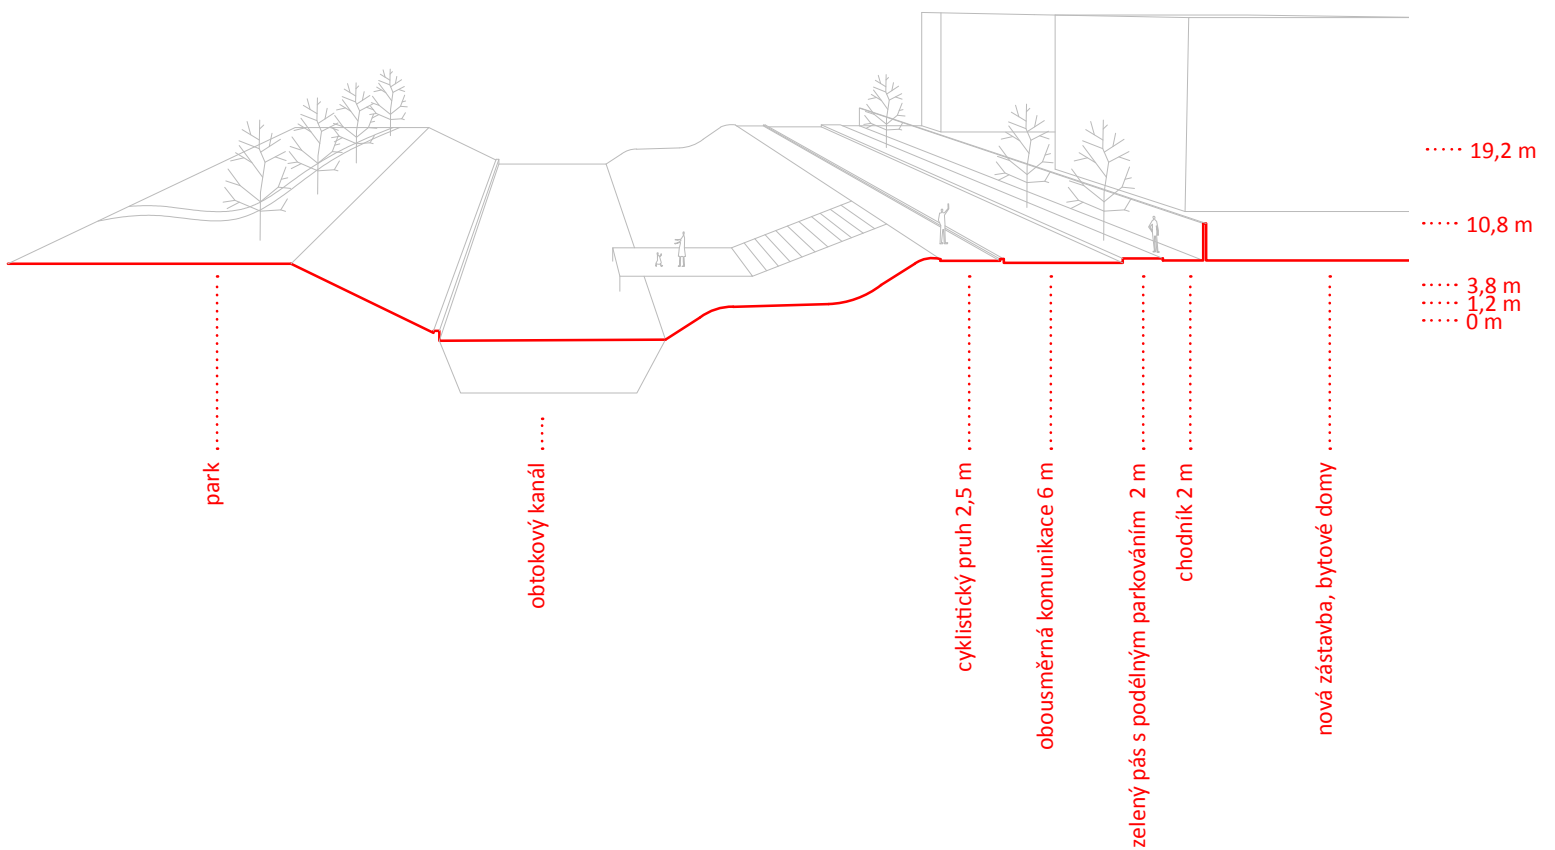 19,2 m
10,8 m
3,8 m
1,2 m
0 m
park
obtokový kanál
cyklistický pruh 2,5 m
obousměrná komunikace 6 m
zelený pás s podélným parkováním 2 m
chodník 2 m
nová zástavba, bytové domy